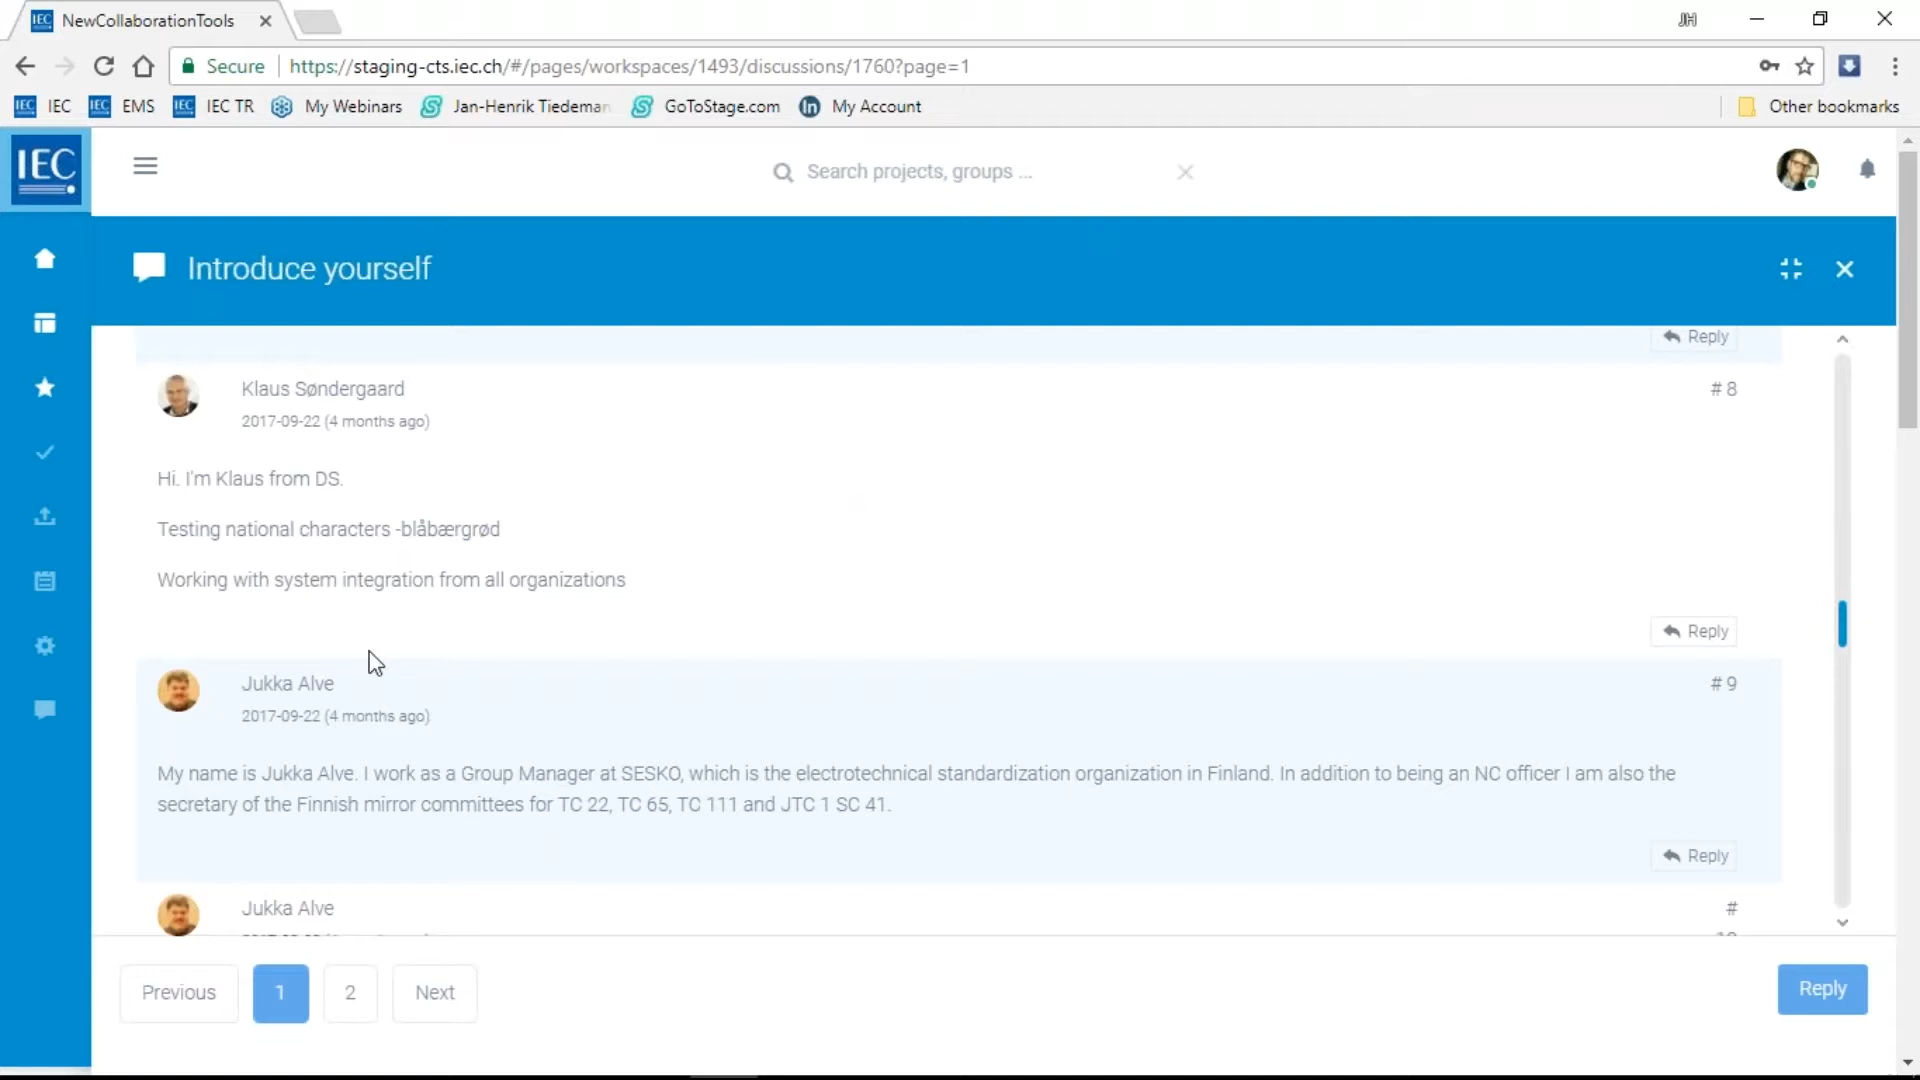 IEC NewCollaborationTools
JH
Secure https://staging-cts.iec.ch/#/pages/workspaces/1493/discussions/1760?page=1
IEC IEC IEC EMS IEC IEC TR My Webinars Jan-Henrik Tiedeman GoToStage.com My Account Other bookmarks
IEC
Search projects, groups ...
Introduce yourself
Reply
Klaus Søndergaard # 8
2017-09-22 (4 months ago)
Hi. I'm Klaus from DS.
Testing national characters -blåbærgrød
Working with system integration from all organizations
Reply
Jukka Alve # 9
2017-09-22 (4 months ago)
My name is Jukka Alve. I work as a Group Manager at SESKO, which is the electrotechnical standardization organization in Finland. In addition to being an NC officer I am also the
secretary of the Finnish mirror committees for TC 22, TC 65, TC 111 and JTC 1 SC 41.
Reply
Jukka Alve #
Previous 1 2 Next Reply